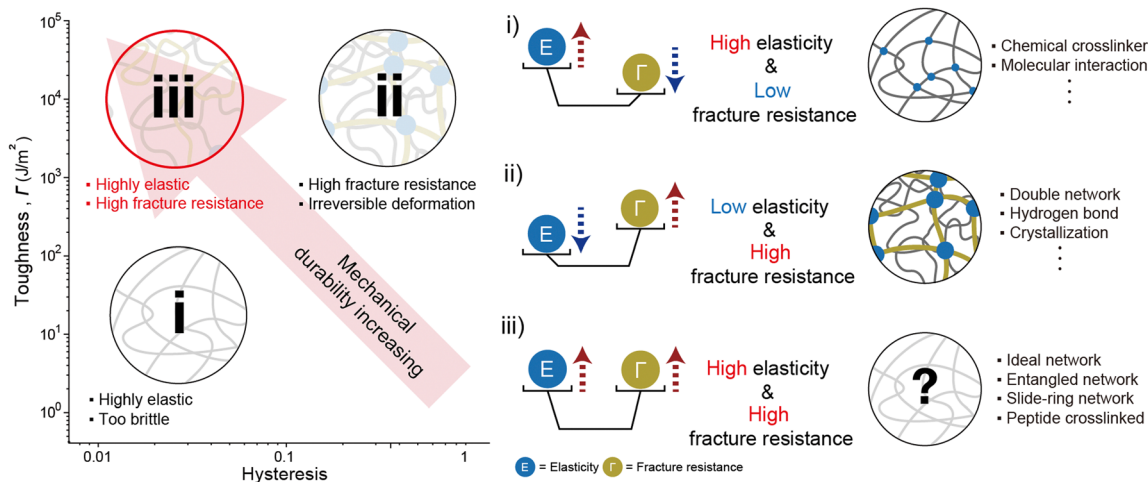 Toughness , Γ (J/m²)
10⁵
10⁴
10³
10²
10¹
10⁰
0.01
0.1
1
Hysteresis
iii
▪ Highly elastic
▪ High fracture resistance
ii
▪ High fracture resistance
▪ Irreversible deformation
i
▪ Highly elastic
▪ Too brittle
Mechanical
durability increasing
i)
E
Γ
High elasticity
&
Low
fracture resistance
▪ Chemical crosslinker
▪ Molecular interaction
ii)
E
Γ
Low elasticity
&
High
fracture resistance
▪ Double network
▪ Hydrogen bond
▪ Crystallization
iii)
E
Γ
High elasticity
&
High
fracture resistance
?
▪ Ideal network
▪ Entangled network
▪ Slide-ring network
▪ Peptide crosslinked
E = Elasticity Γ = Fracture resistance